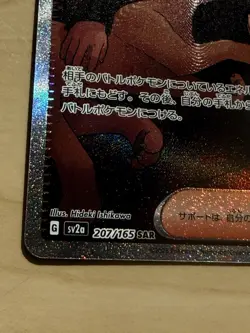 相手のバトルポケモンについているエネル
手札にもどす。その後、自分の手札から
バトルポケモンにつける。
サポートは、自分の
Illus. Hideki Ishikawa
G sv2a 207/165 SAR